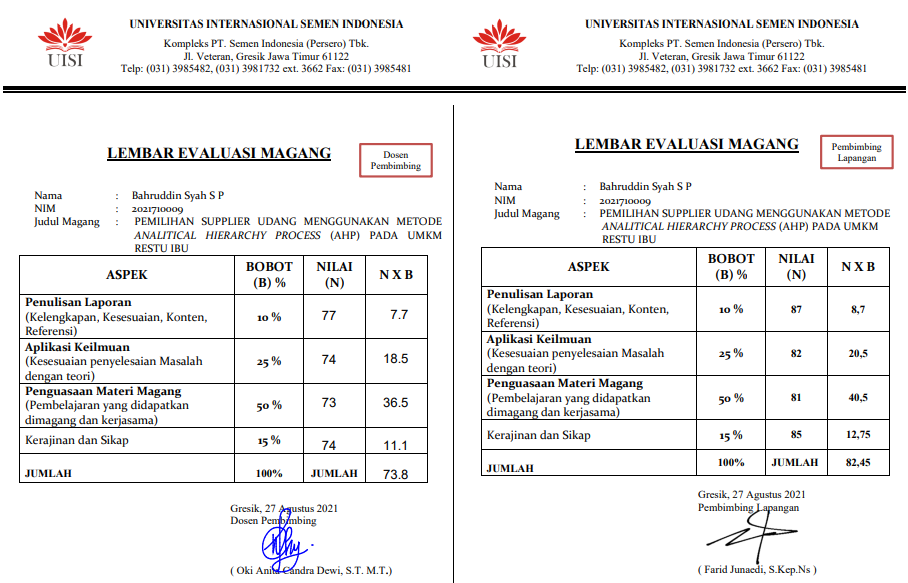 UISI
UNIVERSITAS INTERNASIONAL SEMEN INDONESIA
Kompleks PT. Semen Indonesia (Persero) Tbk.
Jl. Veteran, Gresik Jawa Timur 61122
Telp: (031) 3985482, (031) 3981732 ext. 3662 Fax: (031) 3985481
LEMBAR EVALUASI MAGANG
Dosen
Pembimbing
Nama : Bahruddin Syah S P
NIM : 2021710009
Judul Magang : PEMILIHAN SUPPLIER UDANG MENGGUNAKAN METODE
ANALITICAL HIERARCHY PROCESS (AHP) PADA UMKM
RESTU IBU
ASPEK BOBOT (B) % NILAI (N) N X B
Penulisan Laporan
(Kelengkapan, Kesesuaian, Konten,
Referensi) 10 % 77 7.7
Aplikasi Keilmuan
(Kesesuaian penyelesaian Masalah
dengan teori) 25 % 74 18.5
Penguasaan Materi Magang
(Pembelajaran yang didapatkan
dimagang dan kerjasama) 50 % 73 36.5
Kerajinan dan Sikap 15 % 74 11.1
JUMLAH 100% JUMLAH 73.8
Gresik, 27 Agustus 2021
Dosen Pembimbing
( Oki Anita Candra Dewi, S.T. M.T.)
UISI
UNIVERSITAS INTERNASIONAL SEMEN INDONESIA
Kompleks PT. Semen Indonesia (Persero) Tbk.
Jl. Veteran, Gresik Jawa Timur 61122
Telp: (031) 3985482, (031) 3981732 ext. 3662 Fax: (031) 3985481
LEMBAR EVALUASI MAGANG
Pembimbing
Lapangan
Nama : Bahruddin Syah S P
NIM : 2021710009
Judul Magang : PEMILIHAN SUPPLIER UDANG MENGGUNAKAN METODE
ANALITICAL HIERARCHY PROCESS (AHP) PADA UMKM
RESTU IBU
ASPEK BOBOT (B) % NILAI (N) N X B
Penulisan Laporan
(Kelengkapan, Kesesuaian, Konten,
Referensi) 10 % 87 8,7
Aplikasi Keilmuan
(Kesesuaian penyelesaian Masalah
dengan teori) 25 % 82 20,5
Penguasaan Materi Magang
(Pembelajaran yang didapatkan
dimagang dan kerjasama) 50 % 81 40,5
Kerajinan dan Sikap 15 % 85 12,75
JUMLAH 100% JUMLAH 82,45
Gresik, 27 Agustus 2021
Pembimbing Lapangan
( Farid Junaedi, S.Kep.Ns )